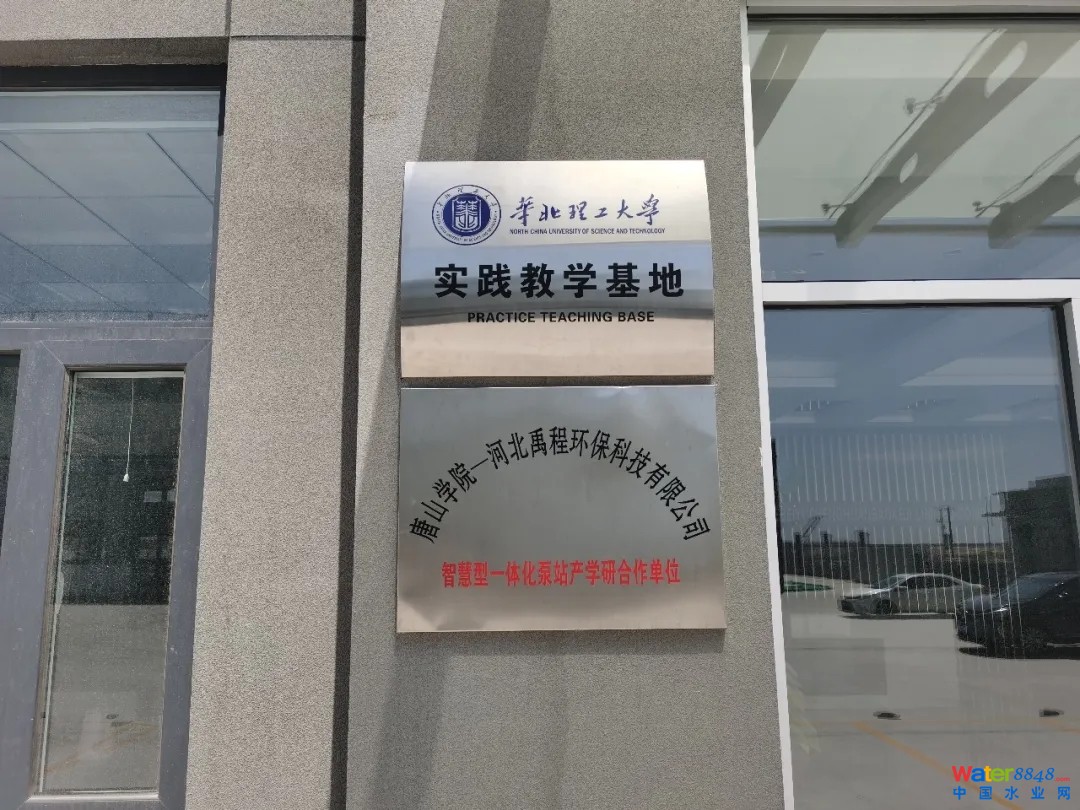 華北理工大學
NORTH CHINA UNIVERSITY OF SCIENCE AND TECHNOLOGY
实践教学基地
PRACTICE TEACHING BASE
唐山学院—河北禹程环保科技有限公司
智慧型一体化泵站产学研合作单位
Water8848.com
中国水业网